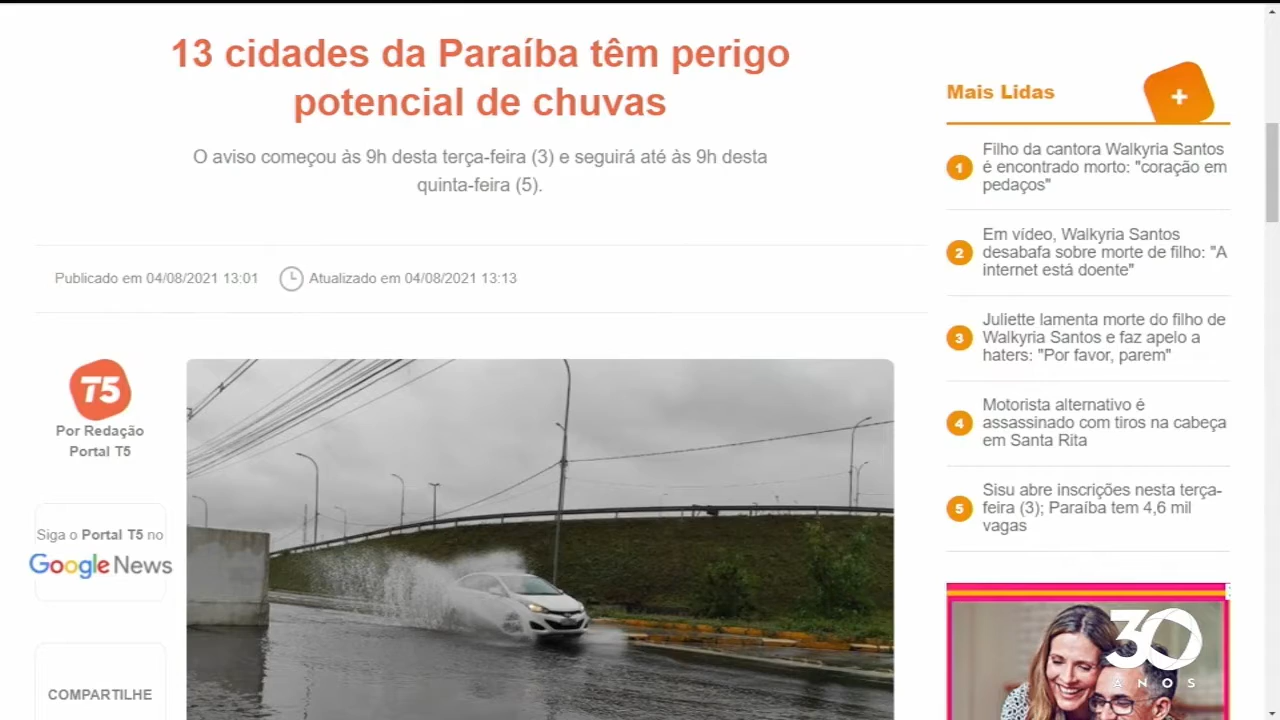 13 cidades da Paraíba têm perigo
potencial de chuvas
O aviso começou às 9h desta terça-feira (3) e seguirá até às 9h desta
quinta-feira (5).
Publicado em 04/08/2021 13:01
Atualizado em 04/08/2021 13:13
T5
Por Redação
Portal T5
Siga o Portal T5 no
Google News
COMPARTILHE
Mais Lidas
+
1
Filho da cantora Walkyria Santos
é encontrado morto: "coração em
pedaços"
2
Em vídeo, Walkyria Santos
desabafa sobre morte de filho: "A
internet está doente"
3
Juliette lamenta morte do filho de
Walkyria Santos e faz apelo a
haters: "Por favor, parem"
4
Motorista alternativo é
assassinado com tiros na cabeça
em Santa Rita
5
Sisu abre inscrições nesta terça-
feira (3); Paraíba tem 4,6 mil
vagas
30
ANOS